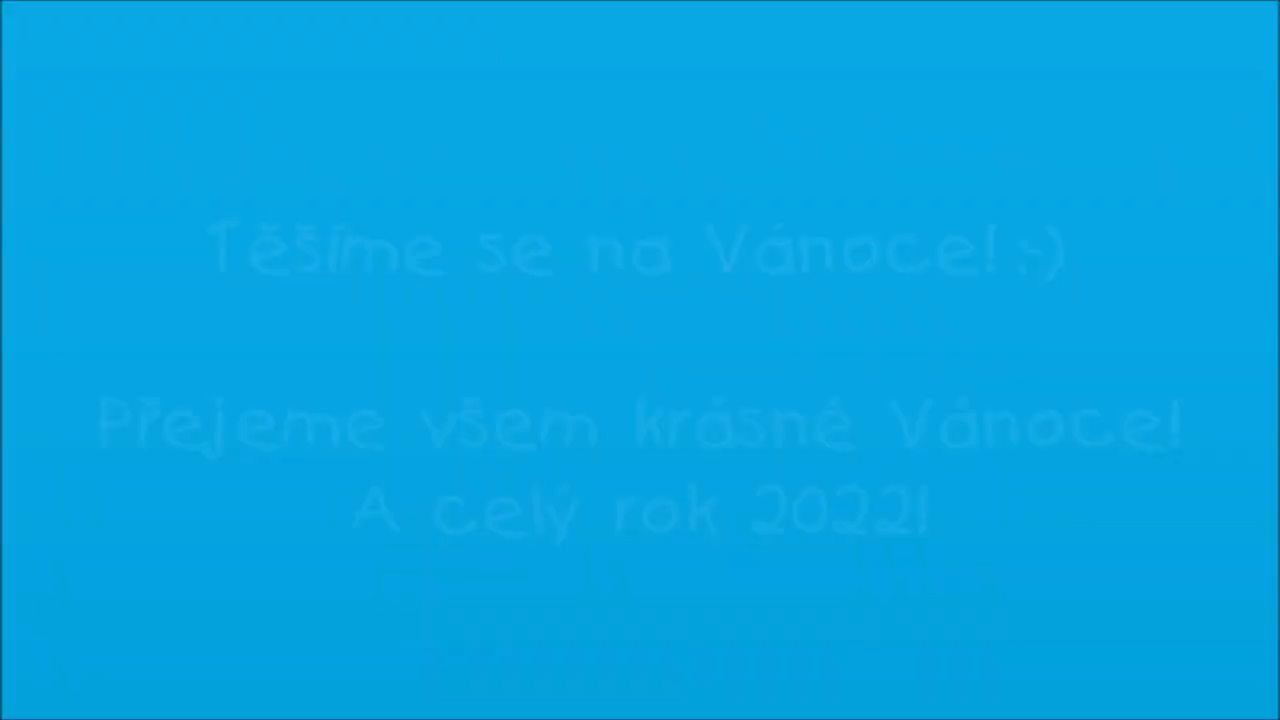 Těšíme se na Vánoce! :-)
Přejeme všem krásné Vánoce!
A celý rok 2022!